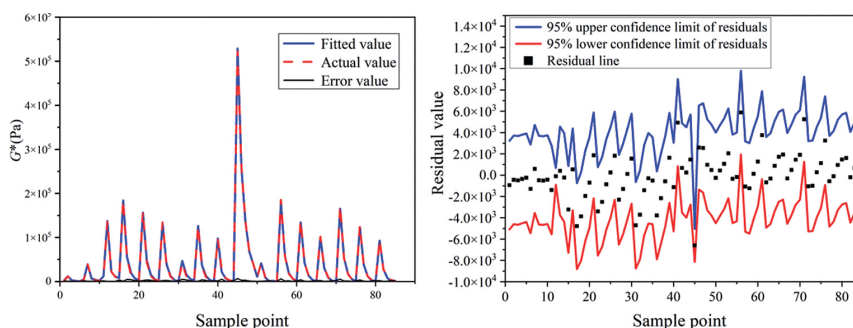 6×10⁵
5×10⁵
4×10⁵
3×10⁵
2×10⁵
1×10⁵
0
G*(Pa)
Fitted value
Actual value
Error value
0 20 40 60 80
Sample point
95% upper confidence limit of residuals
95% lower confidence limit of residuals
Residual line
1.4×10⁴
1.2×10⁴
1.0×10⁴
8.0×10³
6.0×10³
4.0×10³
2.0×10³
0.0
-2.0×10³
-4.0×10³
-6.0×10³
-8.0×10³
-1.0×10⁴
Residual value
0 10 20 30 40 50 60 70 80
Sample point